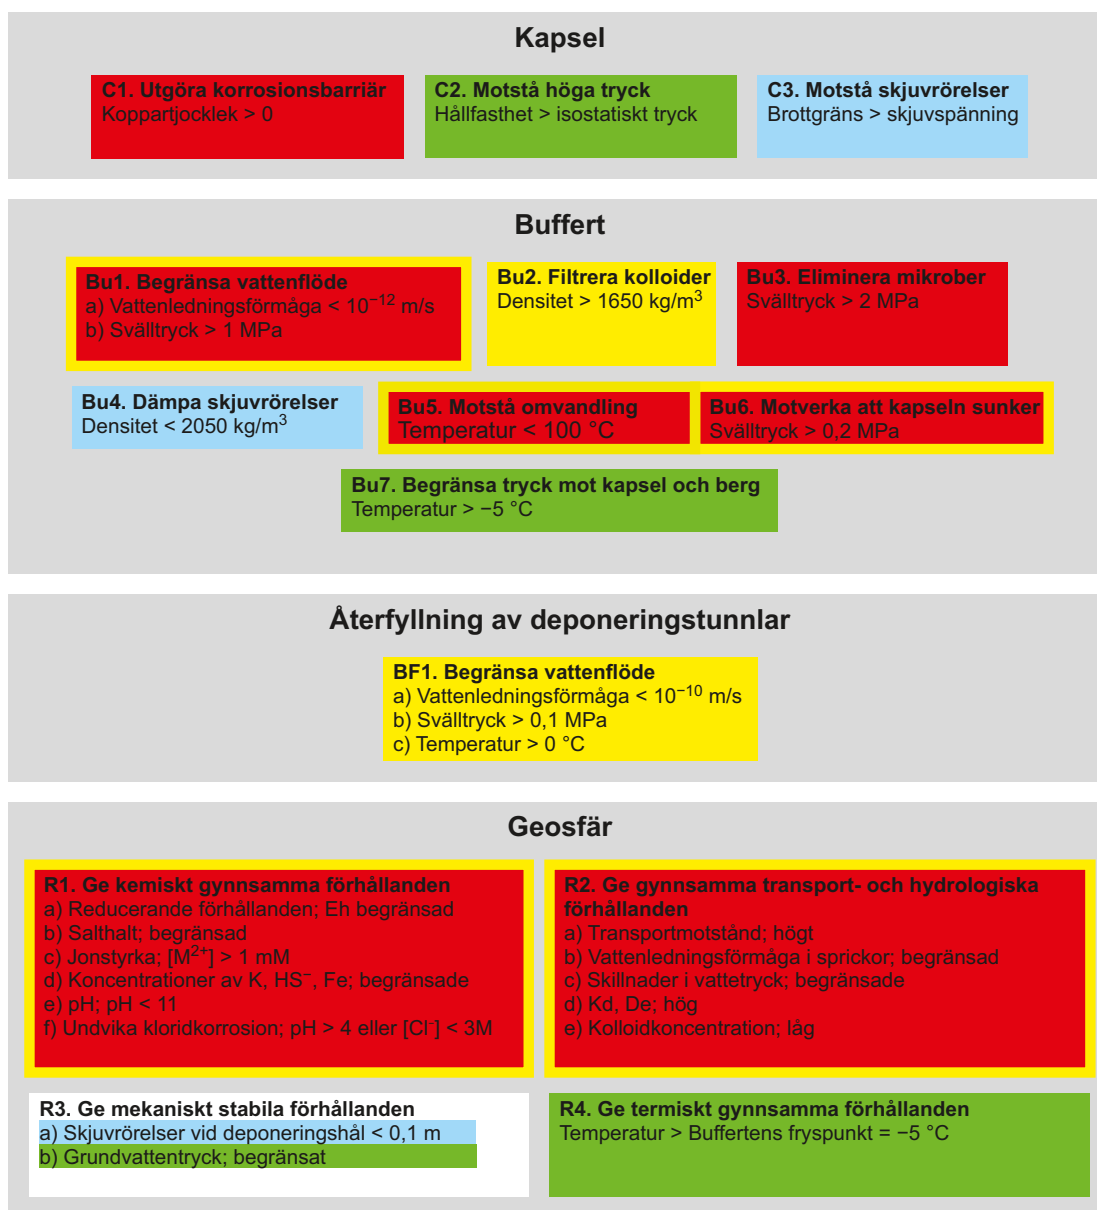 Kapsel
C1. Utgöra korrosionsbarriär
Koppartjocklek > 0
C2. Motstå höga tryck
Hållfasthet > isostatiskt tryck
C3. Motstå skjuvrörelser
Brottgräns > skjuvspänning
Buffert
Bu1. Begränsa vattenflöde
a) Vattenledningsförmåga < 10⁻¹² m/s
b) Svälltryck > 1 MPa
Bu2. Filtrera kolloider
Densitet > 1650 kg/m³
Bu3. Eliminera mikrober
Svälltryck > 2 MPa
Bu4. Dämpa skjuvrörelser
Densitet < 2050 kg/m³
Bu5. Motstå omvandling
Temperatur < 100 °C
Bu6. Motverka att kapseln sunker
Svälltryck > 0,2 MPa
Bu7. Begränsa tryck mot kapsel och berg
Temperatur > −5 °C
Återfyllning av deponeringstunnlar
BF1. Begränsa vattenflöde
a) Vattenledningsförmåga < 10⁻¹⁰ m/s
b) Svälltryck > 0,1 MPa
c) Temperatur > 0 °C
Geosfär
R1. Ge kemiskt gynnsamma förhållanden
a) Reducerande förhållanden; Eh begränsad
b) Salthalt; begränsad
c) Jonstyrka; [M²⁺] > 1 mM
d) Koncentrationer av K, HS⁻, Fe; begränsade
e) pH; pH < 11
f) Undvika kloridkorrosion; pH > 4 eller [Cl⁻] < 3M
R2. Ge gynnsamma transport- och hydrologiska
förhållanden
a) Transportmotstånd; högt
b) Vattenledningsförmåga i sprickor; begränsad
c) Skillnader i vattetryck; begränsade
d) Kd, De; hög
e) Kolloidkoncentration; låg
R3. Ge mekaniskt stabila förhållanden
a) Skjuvrörelser vid deponeringshål < 0,1 m
b) Grundvattentryck; begränsat
R4. Ge termiskt gynnsamma förhållanden
Temperatur > Buffertens fryspunkt = −5 °C